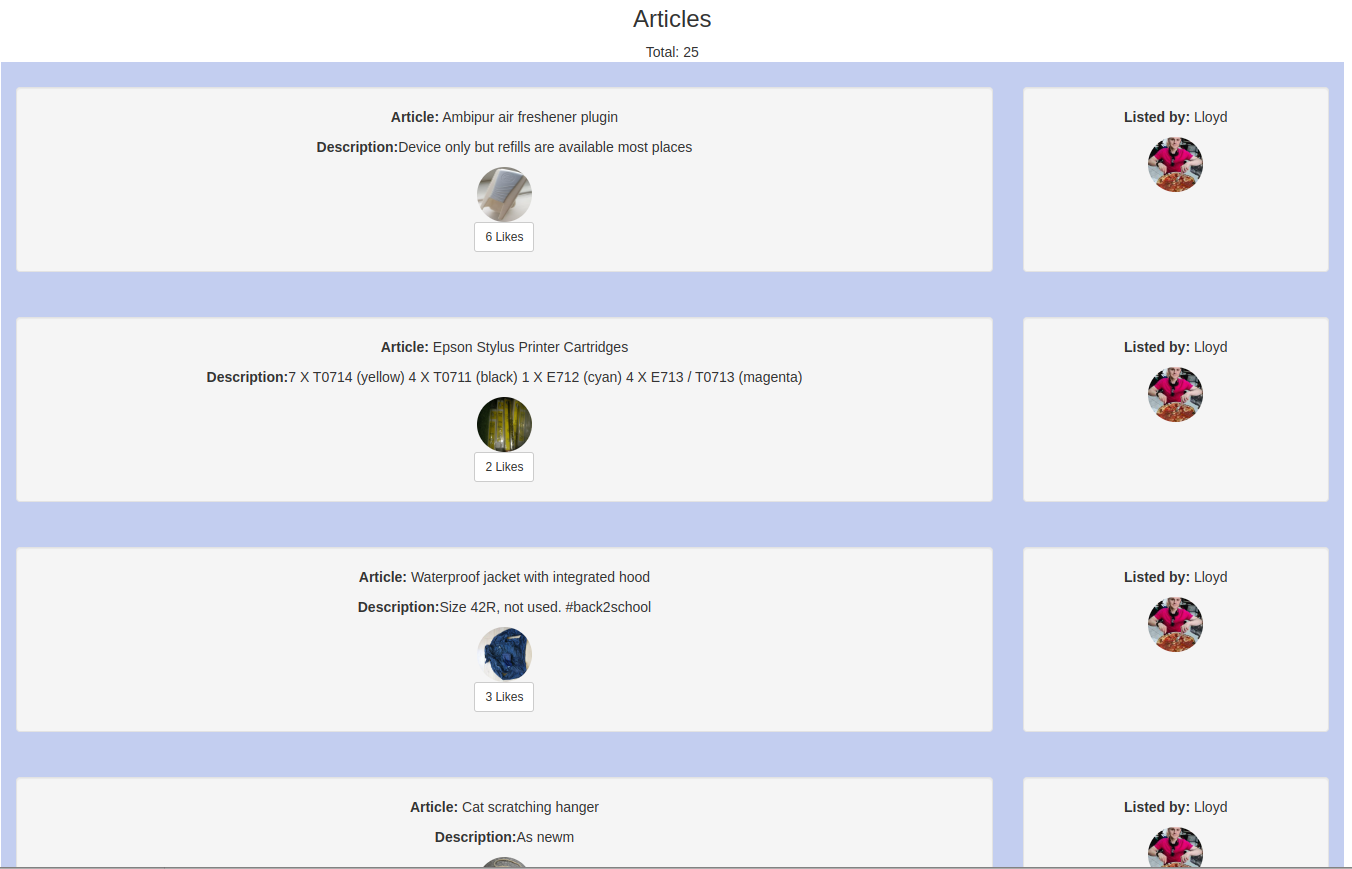 Articles
Total: 25
Article: Ambipur air freshener plugin
Description:Device only but refills are available most places
6 Likes
Listed by: Lloyd
Article: Epson Stylus Printer Cartridges
Description:7 X T0714 (yellow) 4 X T0711 (black) 1 X E712 (cyan) 4 X E713 / T0713 (magenta)
2 Likes
Listed by: Lloyd
Article: Waterproof jacket with integrated hood
Description:Size 42R, not used. #back2school
3 Likes
Listed by: Lloyd
Article: Cat scratching hanger
Description:As newm
Listed by: Lloyd